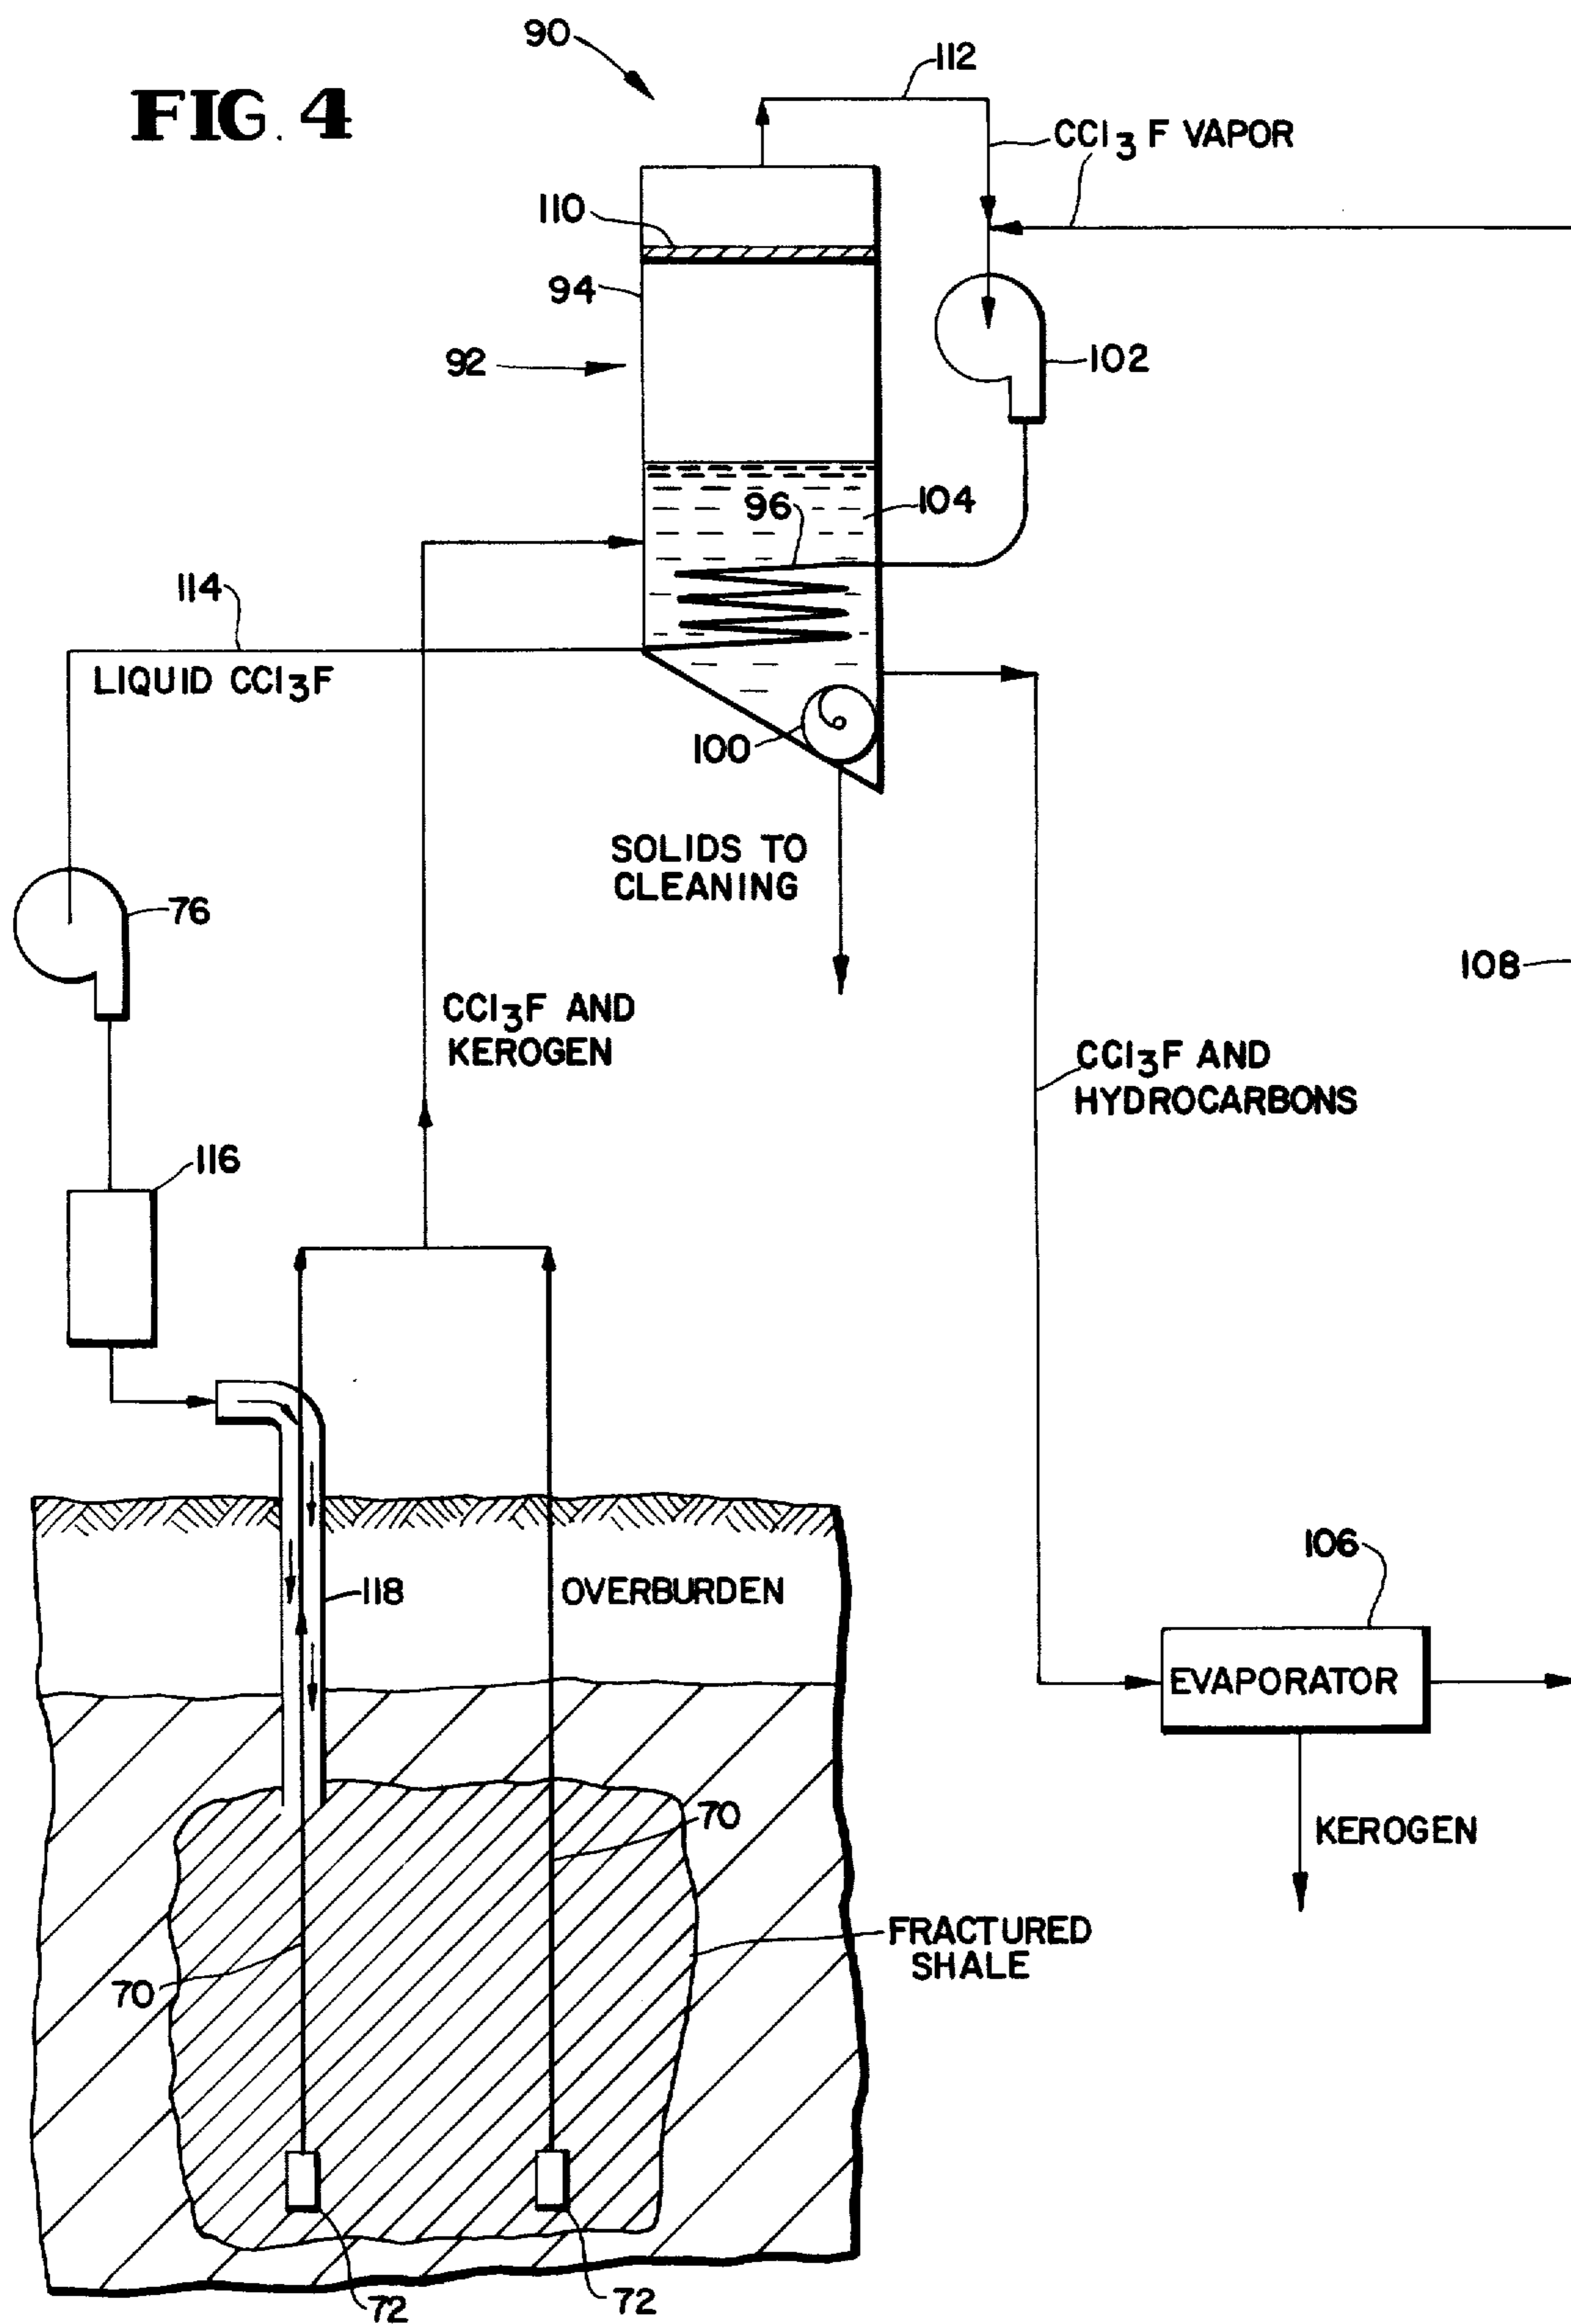 90
FIG. 4
112
CCl3F VAPOR
110
94
92
102
96
104
114
LIQUID CCl3F
100
SOLIDS TO
CLEANING
76
108
CCl3F AND
KEROGEN
CCl3F AND
HYDROCARBONS
116
106
118
OVERBURDEN
EVAPORATOR
70
KEROGEN
FRACTURED
SHALE
70
72
72